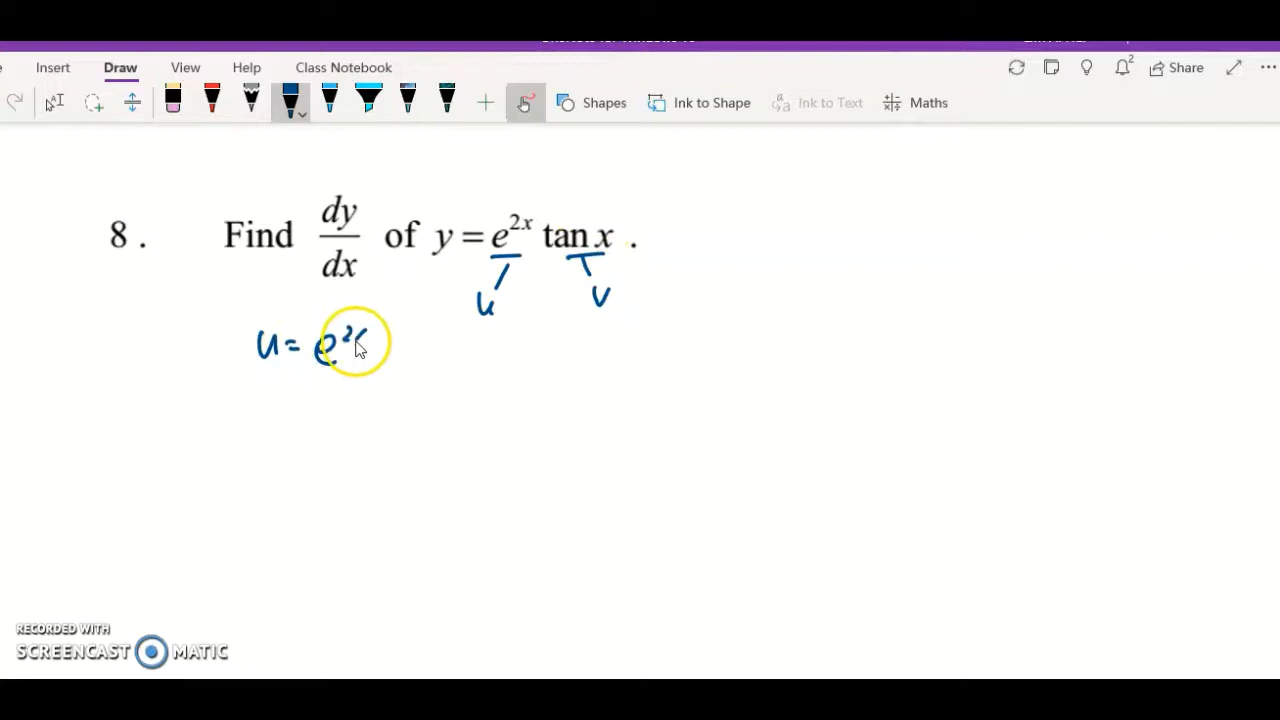 Insert Draw View Help Class Notebook 2 Share
Shapes Ink to Shape Ink to Text Maths
8 . Find dy/dx of y = e^{2x} tan x .
u v
u = e^{2x}
RECORDED WITH
SCREENCAST MATIC